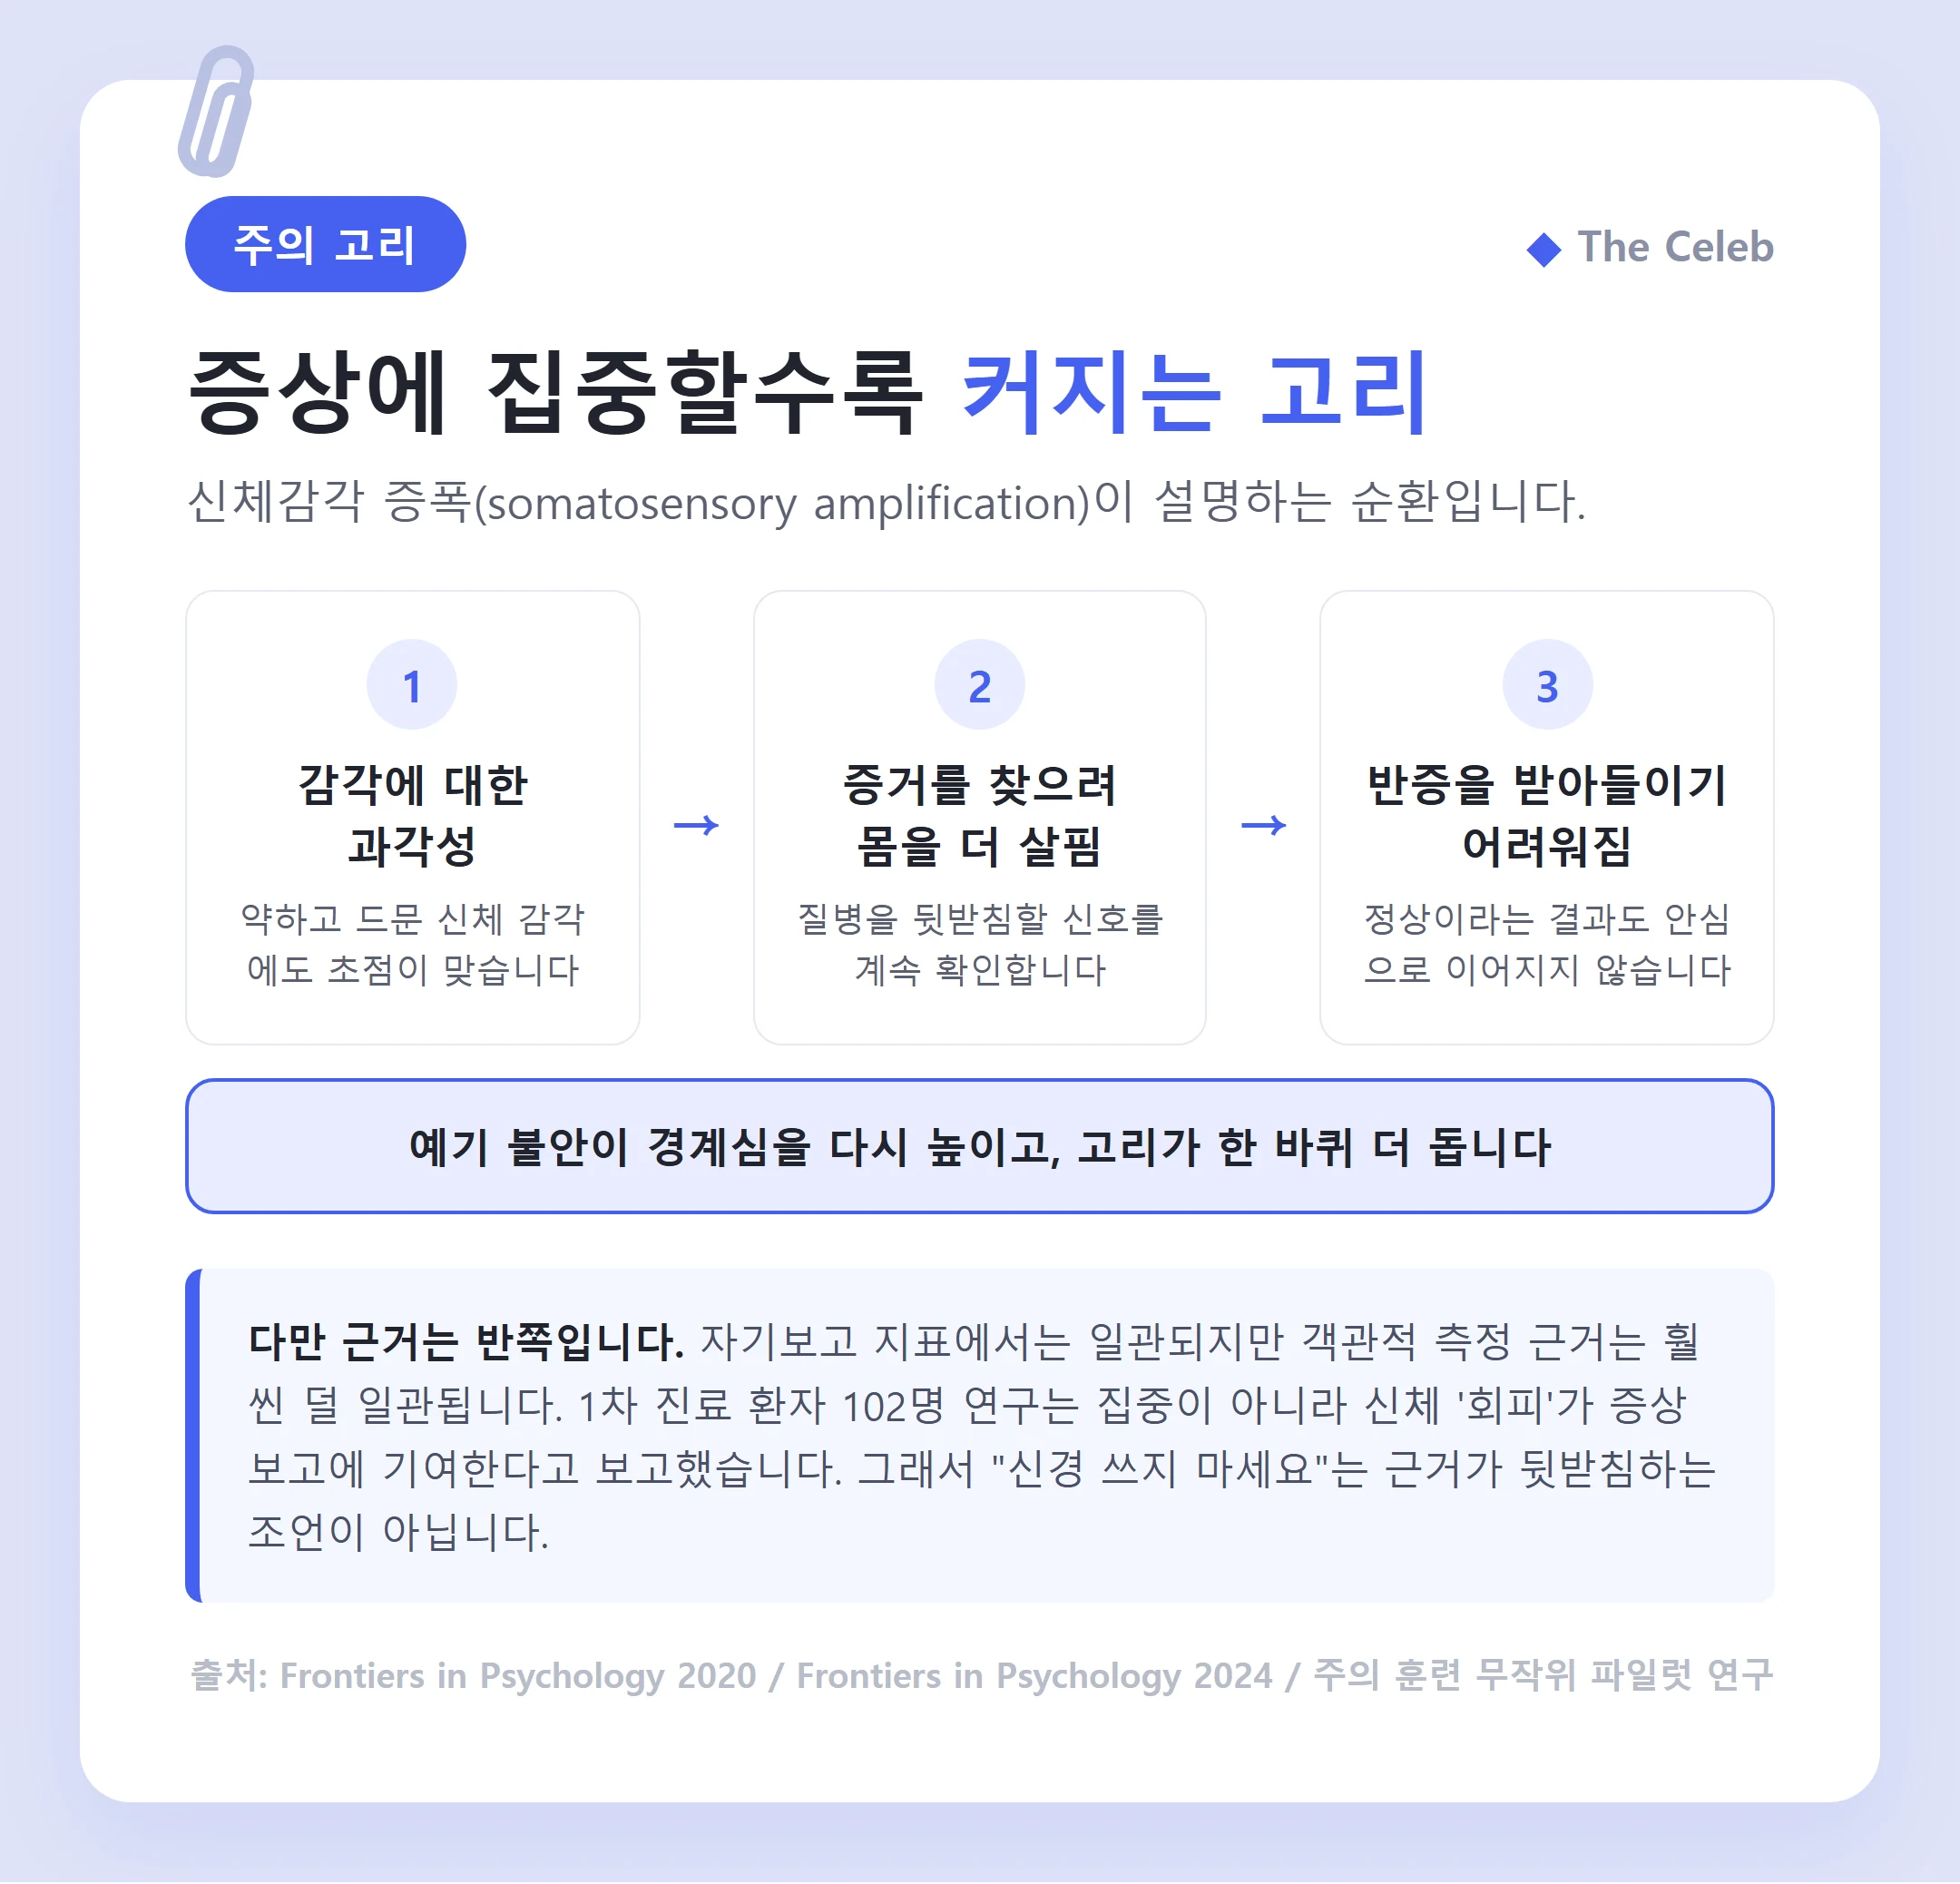 주의 고리
◆ The Celeb
증상에 집중할수록 커지는 고리
신체감각 증폭(somatosensory amplification)이 설명하는 순환입니다.
1
감각에 대한
과각성
약하고 드문 신체 감각
에도 초점이 맞습니다
→
2
증거를 찾으려
몸을 더 살핌
질병을 뒷받침할 신호를
계속 확인합니다
→
3
반증을 받아들이기
어려워짐
정상이라는 결과도 안심
으로 이어지지 않습니다
예기 불안이 경계심을 다시 높이고, 고리가 한 바퀴 더 돕니다
다만 근거는 반쪽입니다. 자기보고 지표에서는 일관되지만 객관적 측정 근거는 훨
씬 덜 일관됩니다. 1차 진료 환자 102명 연구는 집중이 아니라 신체 '회피'가 증상
보고에 기여한다고 보고했습니다. 그래서 "신경 쓰지 마세요"는 근거가 뒷받침하는
조언이 아닙니다.
출처: Frontiers in Psychology 2020 / Frontiers in Psychology 2024 / 주의 훈련 무작위 파일럿 연구